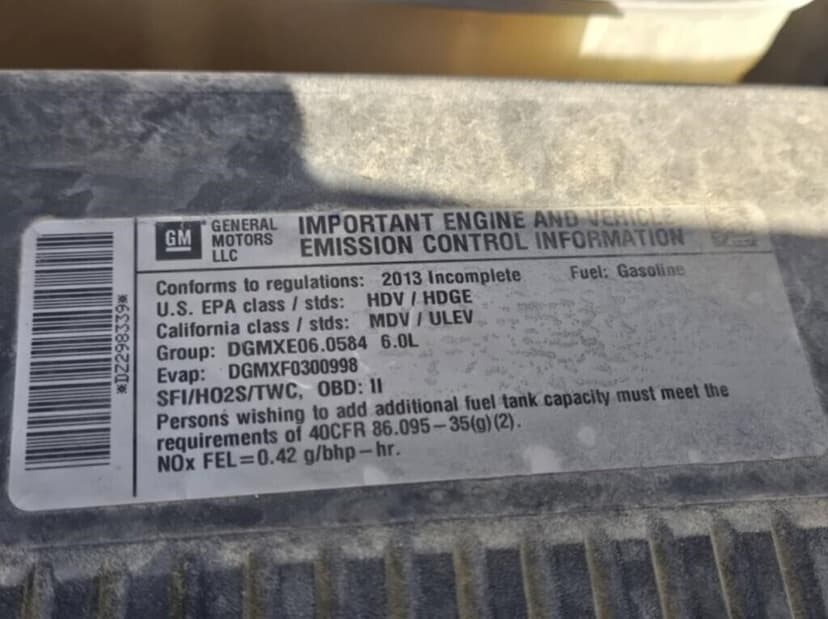 GM GENERAL MOTORS LLC
IMPORTANT ENGINE AND VEHICLE
EMISSION CONTROL INFORMATION
Conforms to regulations: 2013 Incomplete Fuel: Gasoline
U.S. EPA class / stds: HDV / HDGE
California class / stds: MDV / ULEV
Group: DGMXE06.0584 6.0L
Evap: DGMXF0300998
SFI/HO2S/TWC, OBD: II
Persons wishing to add additional fuel tank capacity must meet the
requirements of 40CFR 86.095-35(g)(2).
NOx FEL=0.42 g/bhp-hr.
*DZ298339*